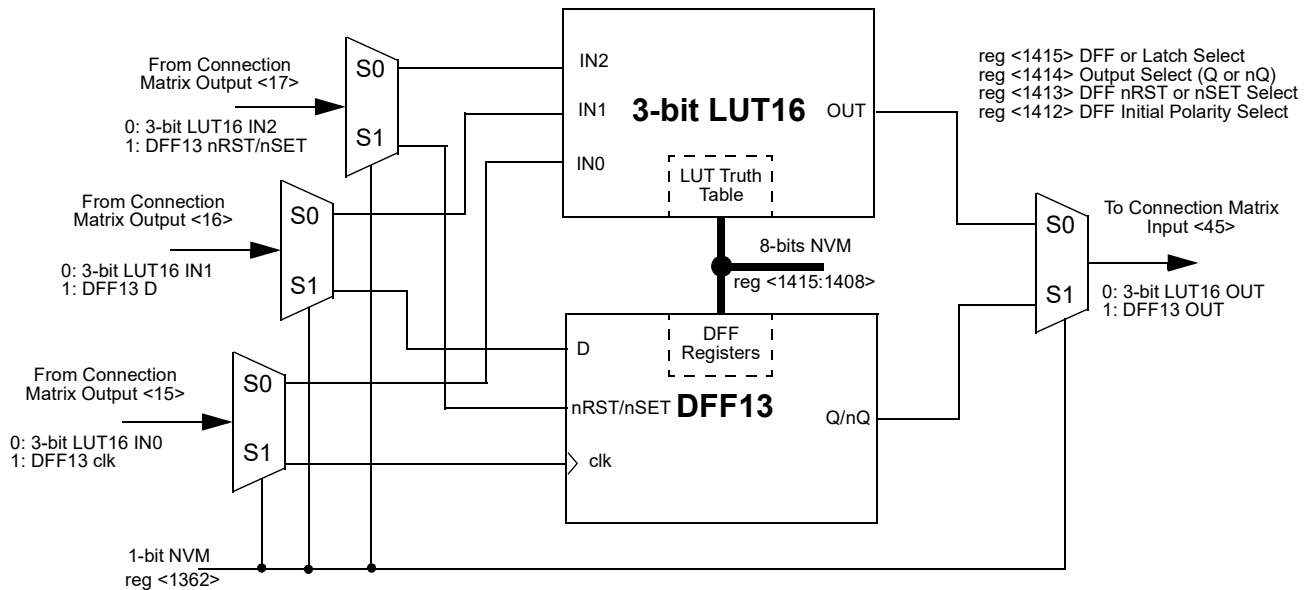 From Connection
Matrix Output <17>
0: 3-bit LUT16 IN2
1: DFF13 nRST/nSET
S0
S1
From Connection
Matrix Output <16>
0: 3-bit LUT16 IN1
1: DFF13 D
S0
S1
From Connection
Matrix Output <15>
0: 3-bit LUT16 IN0
1: DFF13 clk
S0
S1
1-bit NVM
reg <1362>
IN2
IN1
IN0
3-bit LUT16
OUT
LUT Truth
Table
8-bits NVM
reg <1415:1408>
DFF
Registers
D
nRST/nSET
DFF13
Q/nQ
clk
reg <1415> DFF or Latch Select
reg <1414> Output Select (Q or nQ)
reg <1413> DFF nRST or nSET Select
reg <1412> DFF Initial Polarity Select
S0
S1
To Connection Matrix
Input <45>
0: 3-bit LUT16 OUT
1: DFF13 OUT